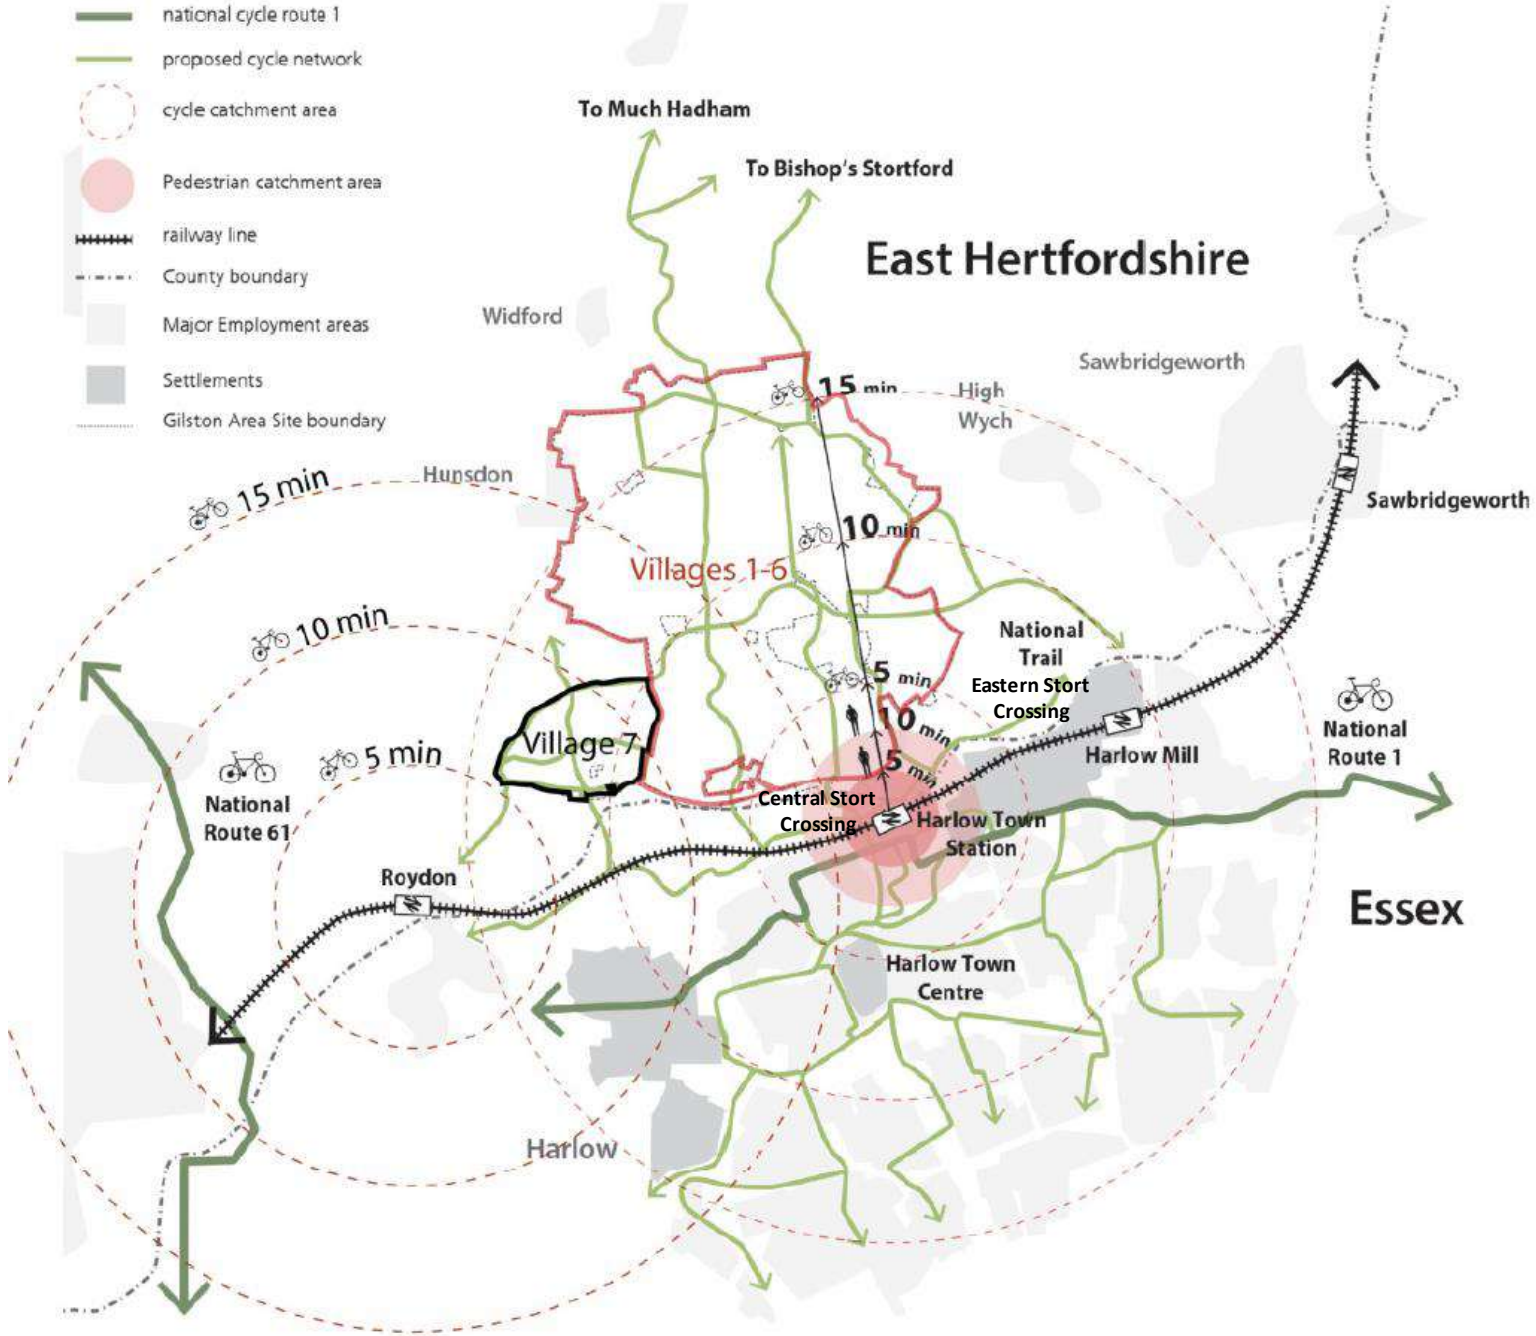 national cycle route 1
proposed cycle network
cycle catchment area
Pedestrian catchment area
railway line
County boundary
Major Employment areas
Settlements
Gilston Area Site boundary
To Much Hadham
To Bishop's Stortford
East Hertfordshire
Widford
Sawbridgeworth
15 min
High
Wych
Hunsdon
15 min
Sawbridgeworth
10 min
Villages 1-6
10 min
National
Trail
Eastern Stort
Crossing
5 min
10 min
5 min
Village 7
5 min
Harlow Mill
National
Route 1
National
Route 61
Central Stort
Crossing
Harlow Town
Station
Roydon
Essex
Harlow Town
Centre
Harlow